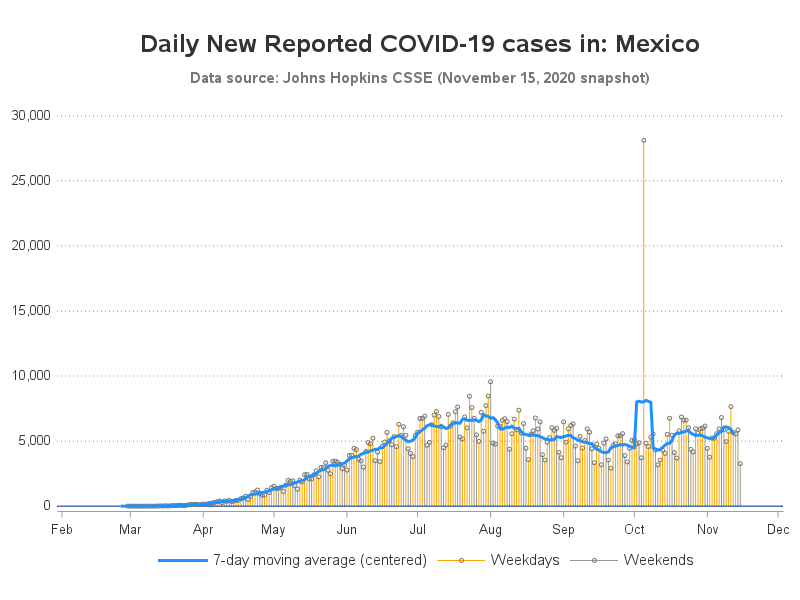 Daily New Reported COVID-19 cases in: Mexico
Data source: Johns Hopkins CSSE (November 15, 2020 snapshot)
30,000
25,000
20,000
15,000
10,000
5,000
0
Feb Mar Apr May Jun Jul Aug Sep Oct Nov Dec
7-day moving average (centered) Weekdays Weekends